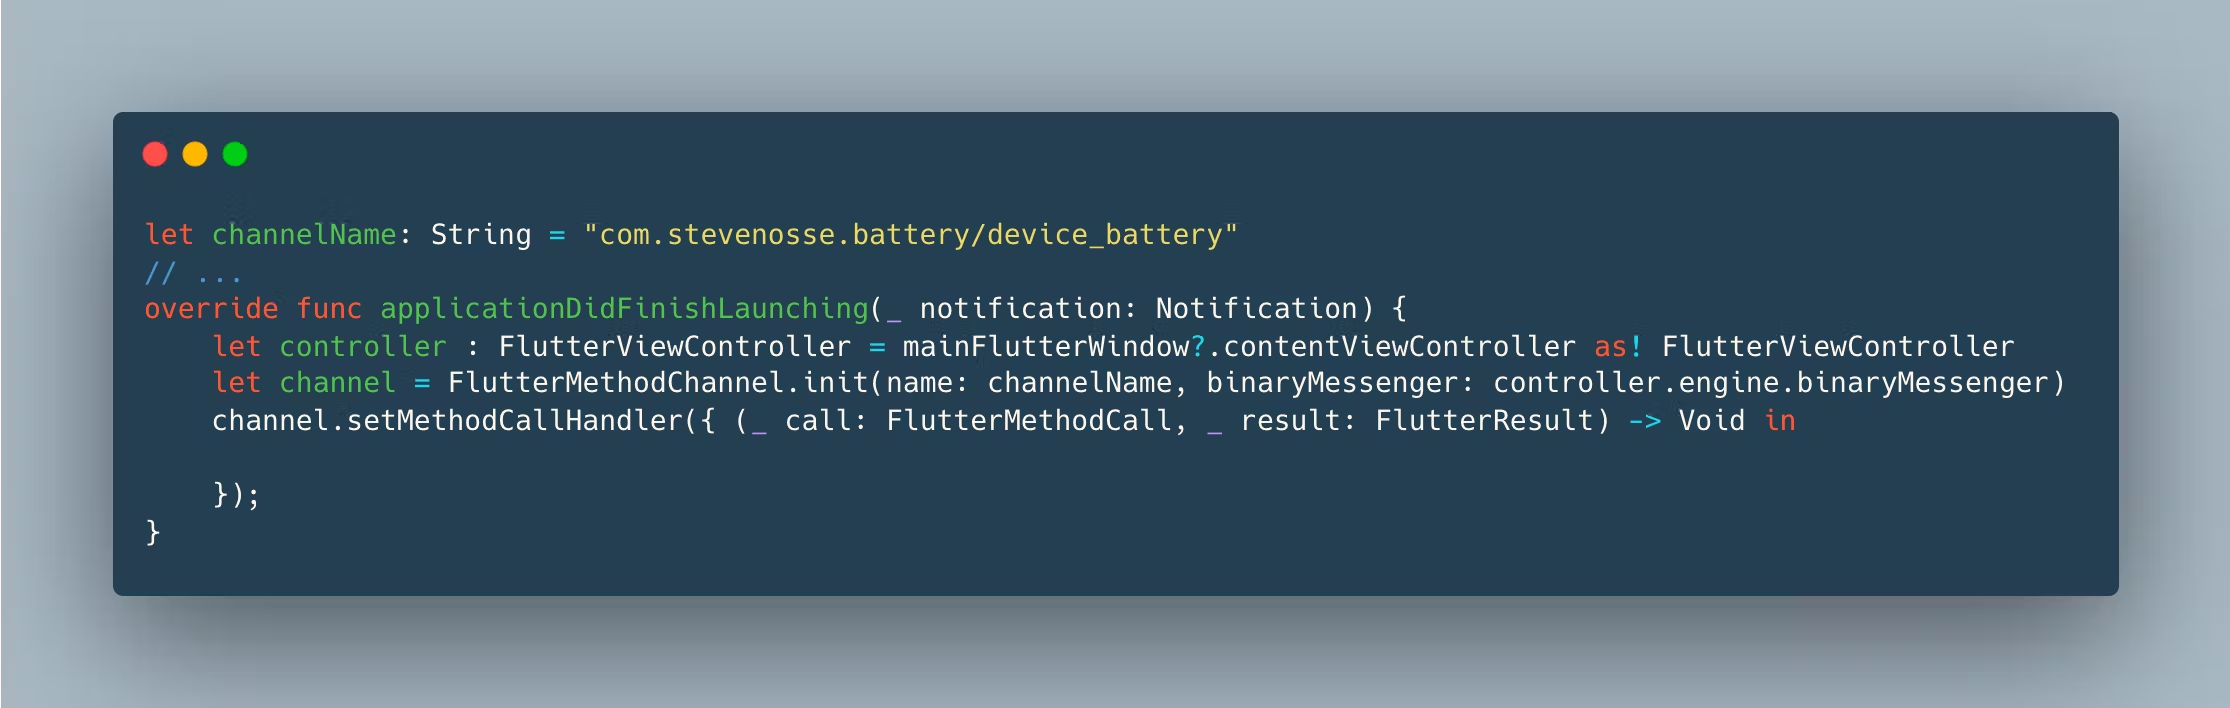 let channelName: String = "com.stevenosse.battery/device_battery"
// ...
override func applicationDidFinishLaunching(_ notification: Notification) {
    let controller : FlutterViewController = mainFlutterWindow?.contentViewController as! FlutterViewController
    let channel = FlutterMethodChannel.init(name: channelName, binaryMessenger: controller.engine.binaryMessenger)
    channel.setMethodCallHandler({ (_ call: FlutterMethodCall, _ result: FlutterResult) -> Void in

    });
}